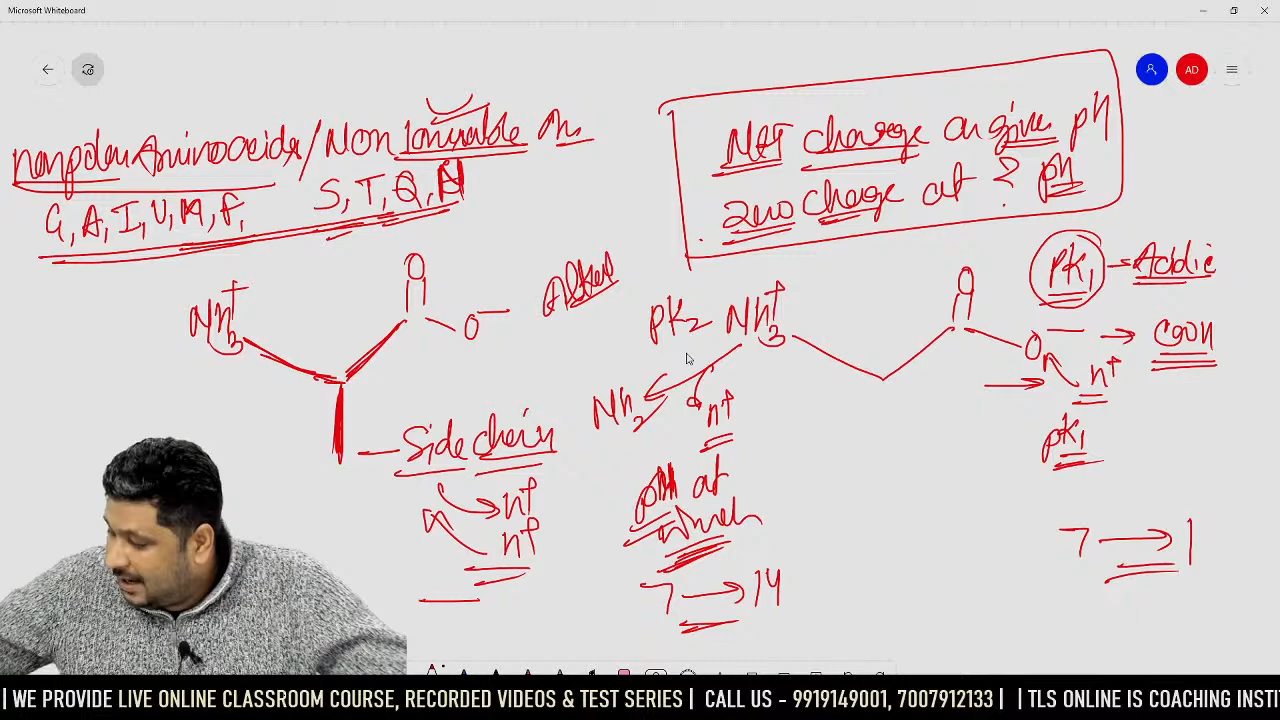 Microsoft Whiteboard
AD
nonpolar Aminoacids/Non Ionizable
G, A, I, V, M, P, S, T, Q, N
Net charge on given pH
Zero charge at ? pH
NH3+
O
O-
Side chain
H+
H+
pK2
NH3+
NH2
H+
pH at
which
7 → 14
O
O-
→ COOH
H+
pK1
pK1 - Acidic
7 → 1
| WE PROVIDE LIVE ONLINE CLASSROOM COURSE, RECORDED VIDEOS & TEST SERIES | CALL US - 9919149001, 7007912133 | | TLS ONLINE IS COACHING INSTI